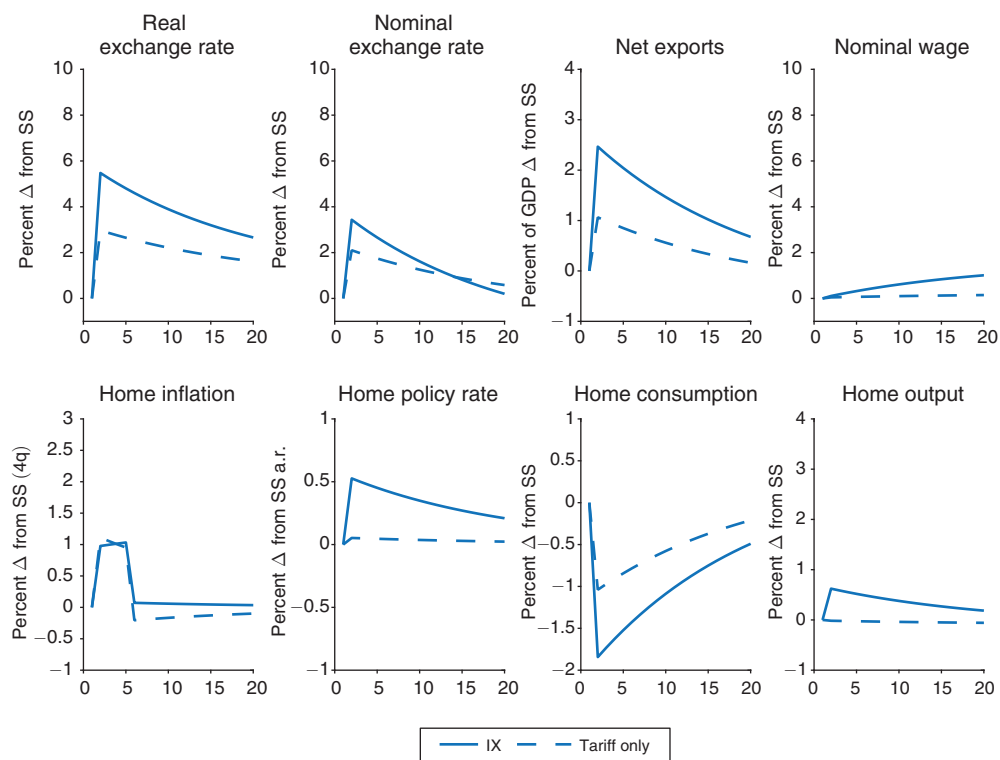 Real
exchange rate
Percent Δ from SS
10
8
6
4
2
0
0 5 10 15 20
Nominal
exchange rate
Percent Δ from SS
10
8
6
4
2
0
0 5 10 15 20
Net exports
Percent of GDP Δ from SS
4
3
2
1
0
−1
0 5 10 15 20
Nominal wage
Percent Δ from SS
10
8
6
4
2
0
0 5 10 15 20
Home inflation
Percent Δ from SS (4q)
3
2.5
2
1.5
1
0.5
0
−0.5
−1
0 5 10 15 20
Home policy rate
Percent Δ from SS a.r.
1
0.5
0
−0.5
−1
0 5 10 15 20
Home consumption
Percent Δ from SS
1
−0.5
0
−0.5
−1
−1.5
−2
0 5 10 15 20
Home output
Percent Δ from SS
4
3
2
1
0
−1
0 5 10 15 20
IX
Tariff only